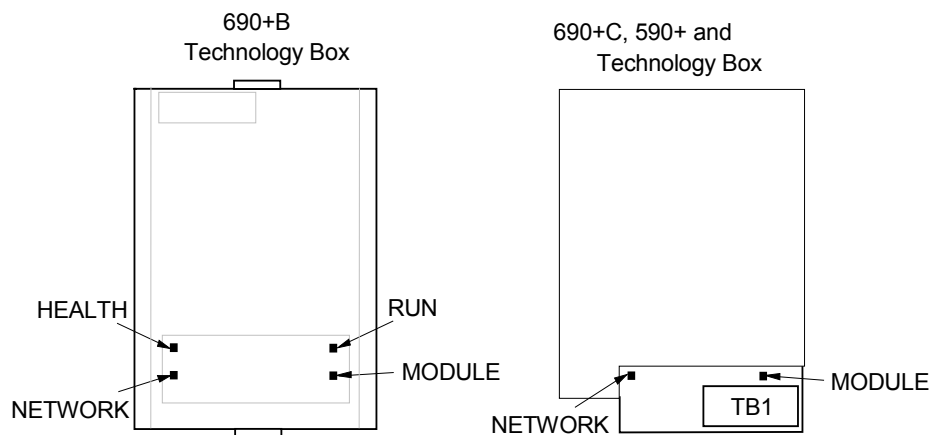 690+B
Technology Box
HEALTH
RUN
NETWORK
MODULE
690+C, 590+ and
Technology Box
NETWORK
MODULE
TB1